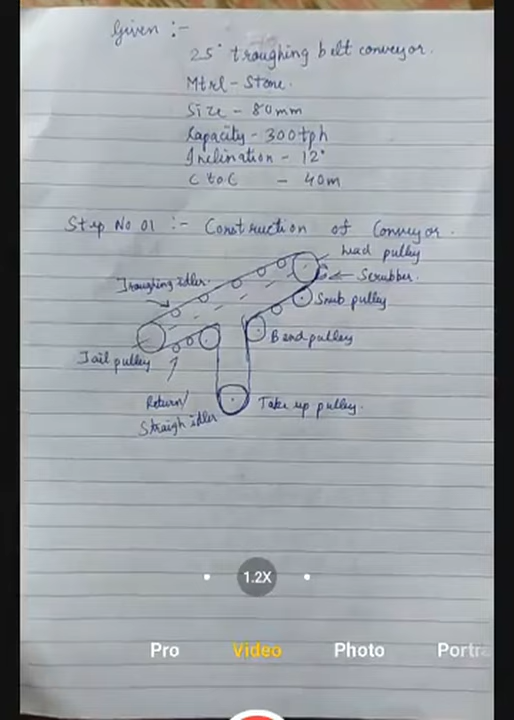 Given :-
25° troughing belt conveyor.
Mtrl - Stone.
Size - 80mm
Capacity - 300tph
Inclination - 12°
C to C - 40m
Step No 01 :- Construction of Conveyor.
head pulley
Scrubber.
Troughing idler.
Snub pulley
Bend pulley
Tail pulley
Return/
Straigh idler
Take up pulley.
1.2X
Pro Video Photo Portra